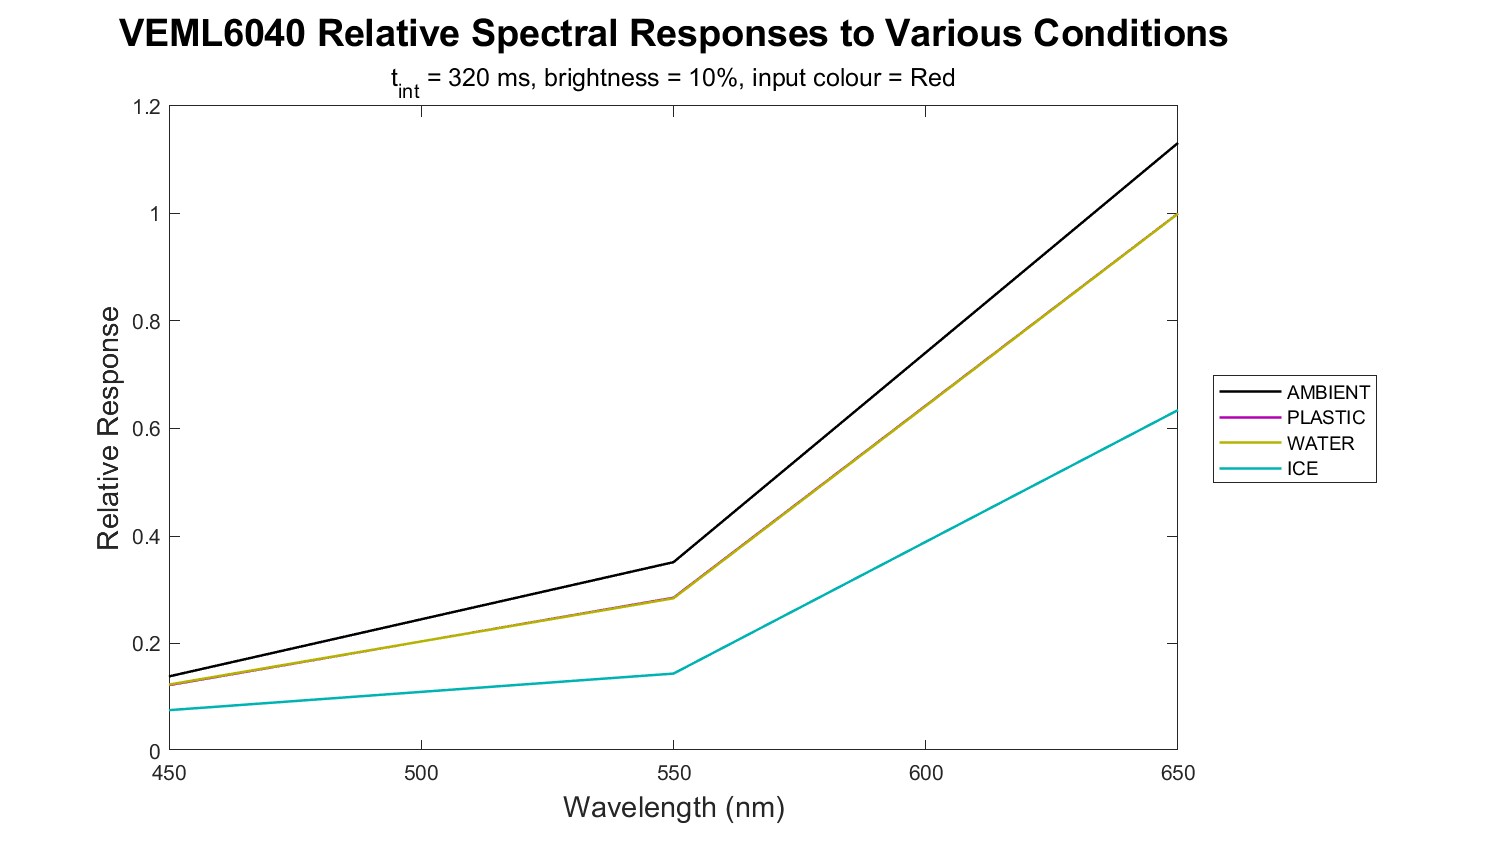 VEML6040 Relative Spectral Responses to Various Conditions
t_int = 320 ms, brightness = 10%, input colour = Red
1.2
1
0.8
0.6
0.4
0.2
0
Relative Response
450 500 550 600 650
Wavelength (nm)
AMBIENT
PLASTIC
WATER
ICE